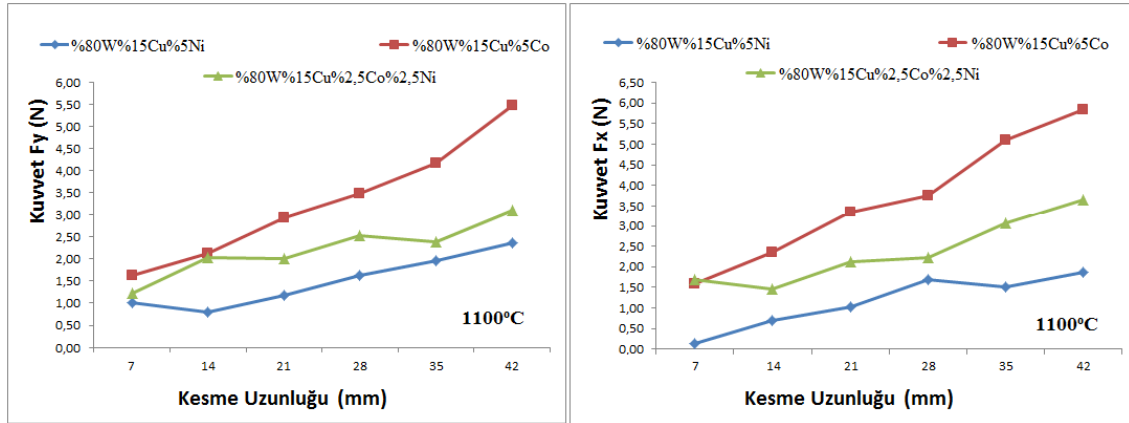 %80W%15Cu%5Ni
%80W%15Cu%5Co
%80W%15Cu%2,5Co%2,5Ni
Kuvvet Fy (N)
6,00
5,50
5,00
4,50
4,00
3,50
3,00
2,50
2,00
1,50
1,00
0,50
0,00
1100⁰C
7 14 21 28 35 42
Kesme Uzunluğu (mm)
%80W%15Cu%5Ni
%80W%15Cu%5Co
%80W%15Cu%2,5Co%2,5Ni
Kuvvet Fx (N)
6,50
6,00
5,50
5,00
4,50
4,00
3,50
3,00
2,50
2,00
1,50
1,00
0,50
0,00
1100⁰C
7 14 21 28 35 42
Kesme Uzunluğu (mm)